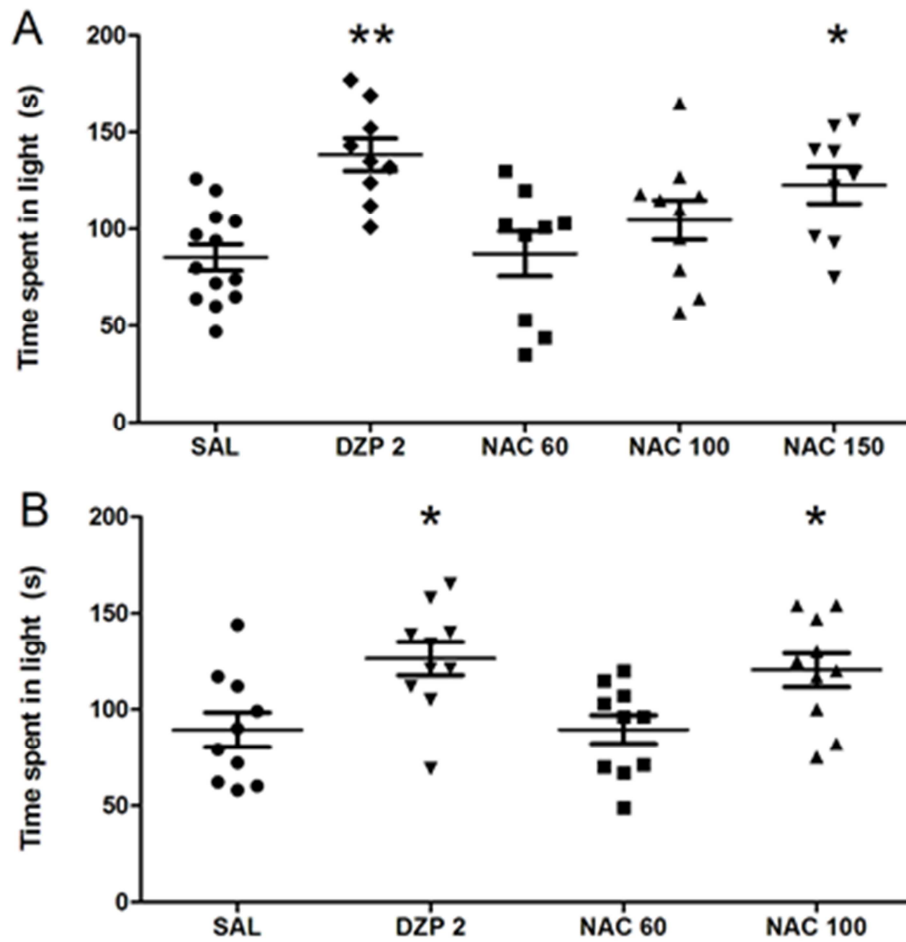 A
** *
200
150
100
50
0
Time spent in light (s)
SAL DZP 2 NAC 60 NAC 100 NAC 150
B
* *
200
150
100
50
0
Time spent in light (s)
SAL DZP 2 NAC 60 NAC 100